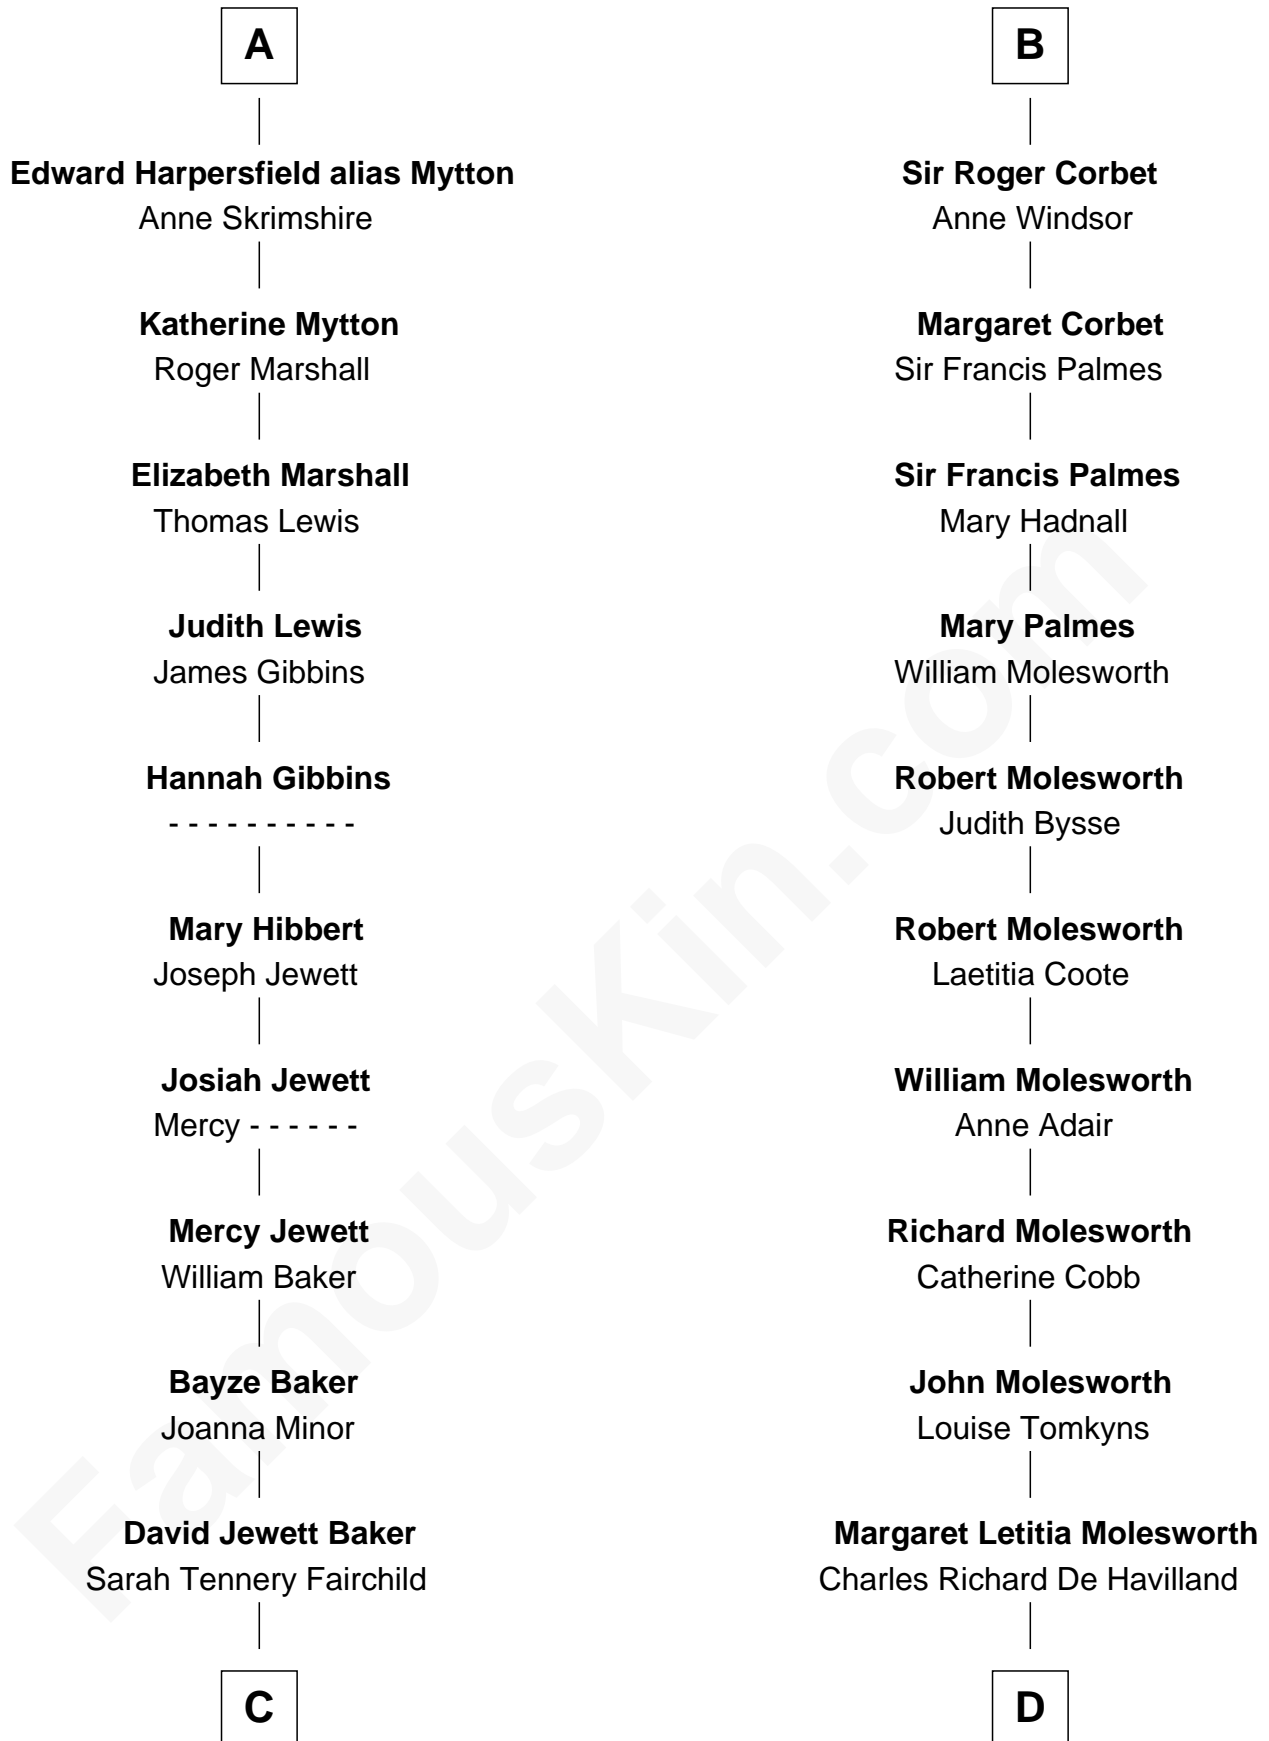 A
Edward Harpersfield alias Mytton
Anne Skrimshire
Katherine Mytton
Roger Marshall
Elizabeth Marshall
Thomas Lewis
Judith Lewis
James Gibbins
Hannah Gibbins
- - - - - - - - - -
Mary Hibbert
Joseph Jewett
Josiah Jewett
Mercy - - - - - -
Mercy Jewett
William Baker
Bayze Baker
Joanna Minor
David Jewett Baker
Sarah Tennery Fairchild
C
B
Sir Roger Corbet
Anne Windsor
Margaret Corbet
Sir Francis Palmes
Sir Francis Palmes
Mary Hadnall
Mary Palmes
William Molesworth
Robert Molesworth
Judith Bysse
Robert Molesworth
Laetitia Coote
William Molesworth
Anne Adair
Richard Molesworth
Catherine Cobb
John Molesworth
Louise Tomkyns
Margaret Letitia Molesworth
Charles Richard De Havilland
D
FamousKin.com